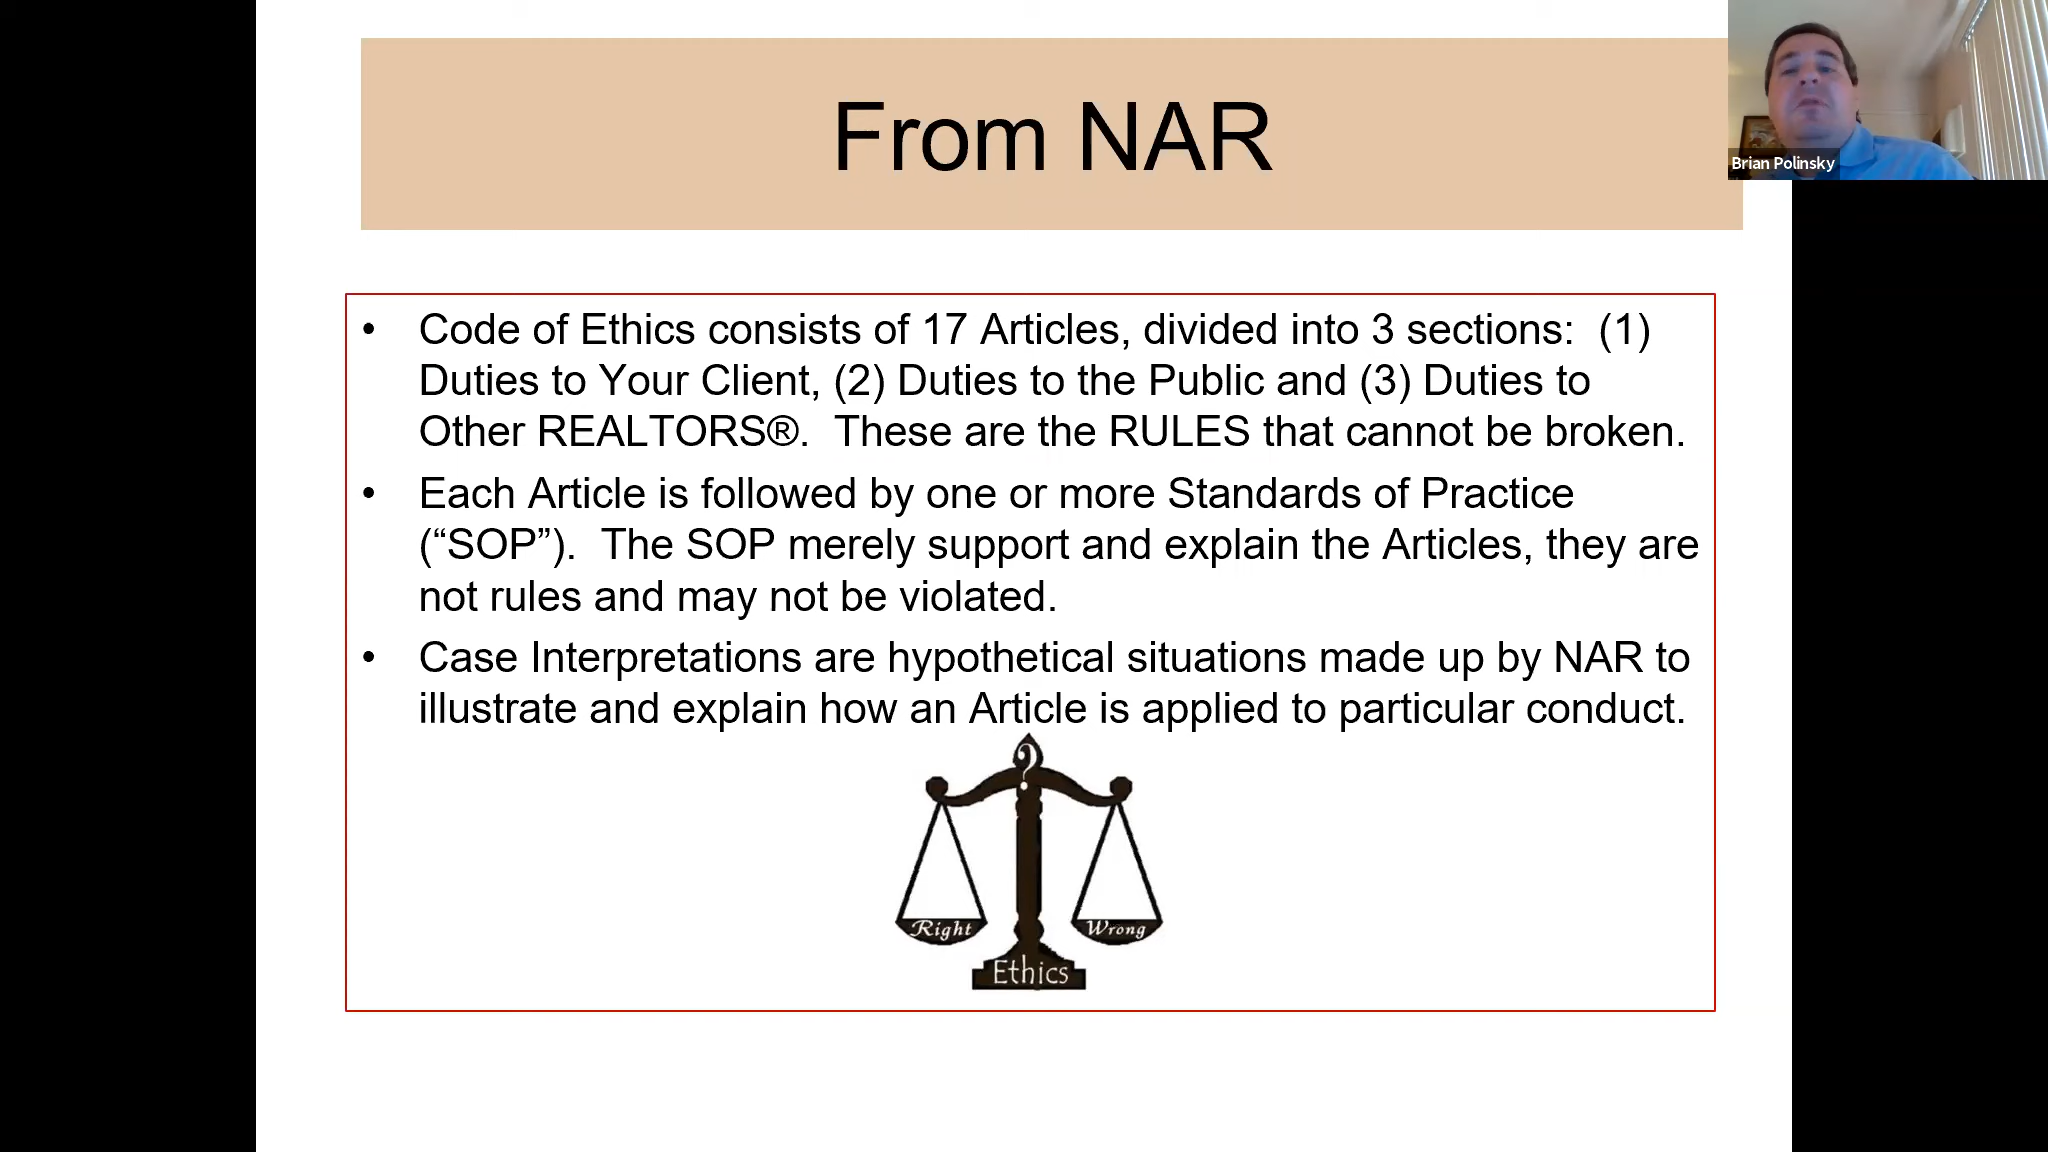 From NAR
Brian Polinsky
• Code of Ethics consists of 17 Articles, divided into 3 sections:  (1)
Duties to Your Client, (2) Duties to the Public and (3) Duties to
Other REALTORS®.  These are the RULES that cannot be broken.
• Each Article is followed by one or more Standards of Practice
(“SOP”).  The SOP merely support and explain the Articles, they are
not rules and may not be violated.
• Case Interpretations are hypothetical situations made up by NAR to
illustrate and explain how an Article is applied to particular conduct.
?
Right
Wrong
Ethics